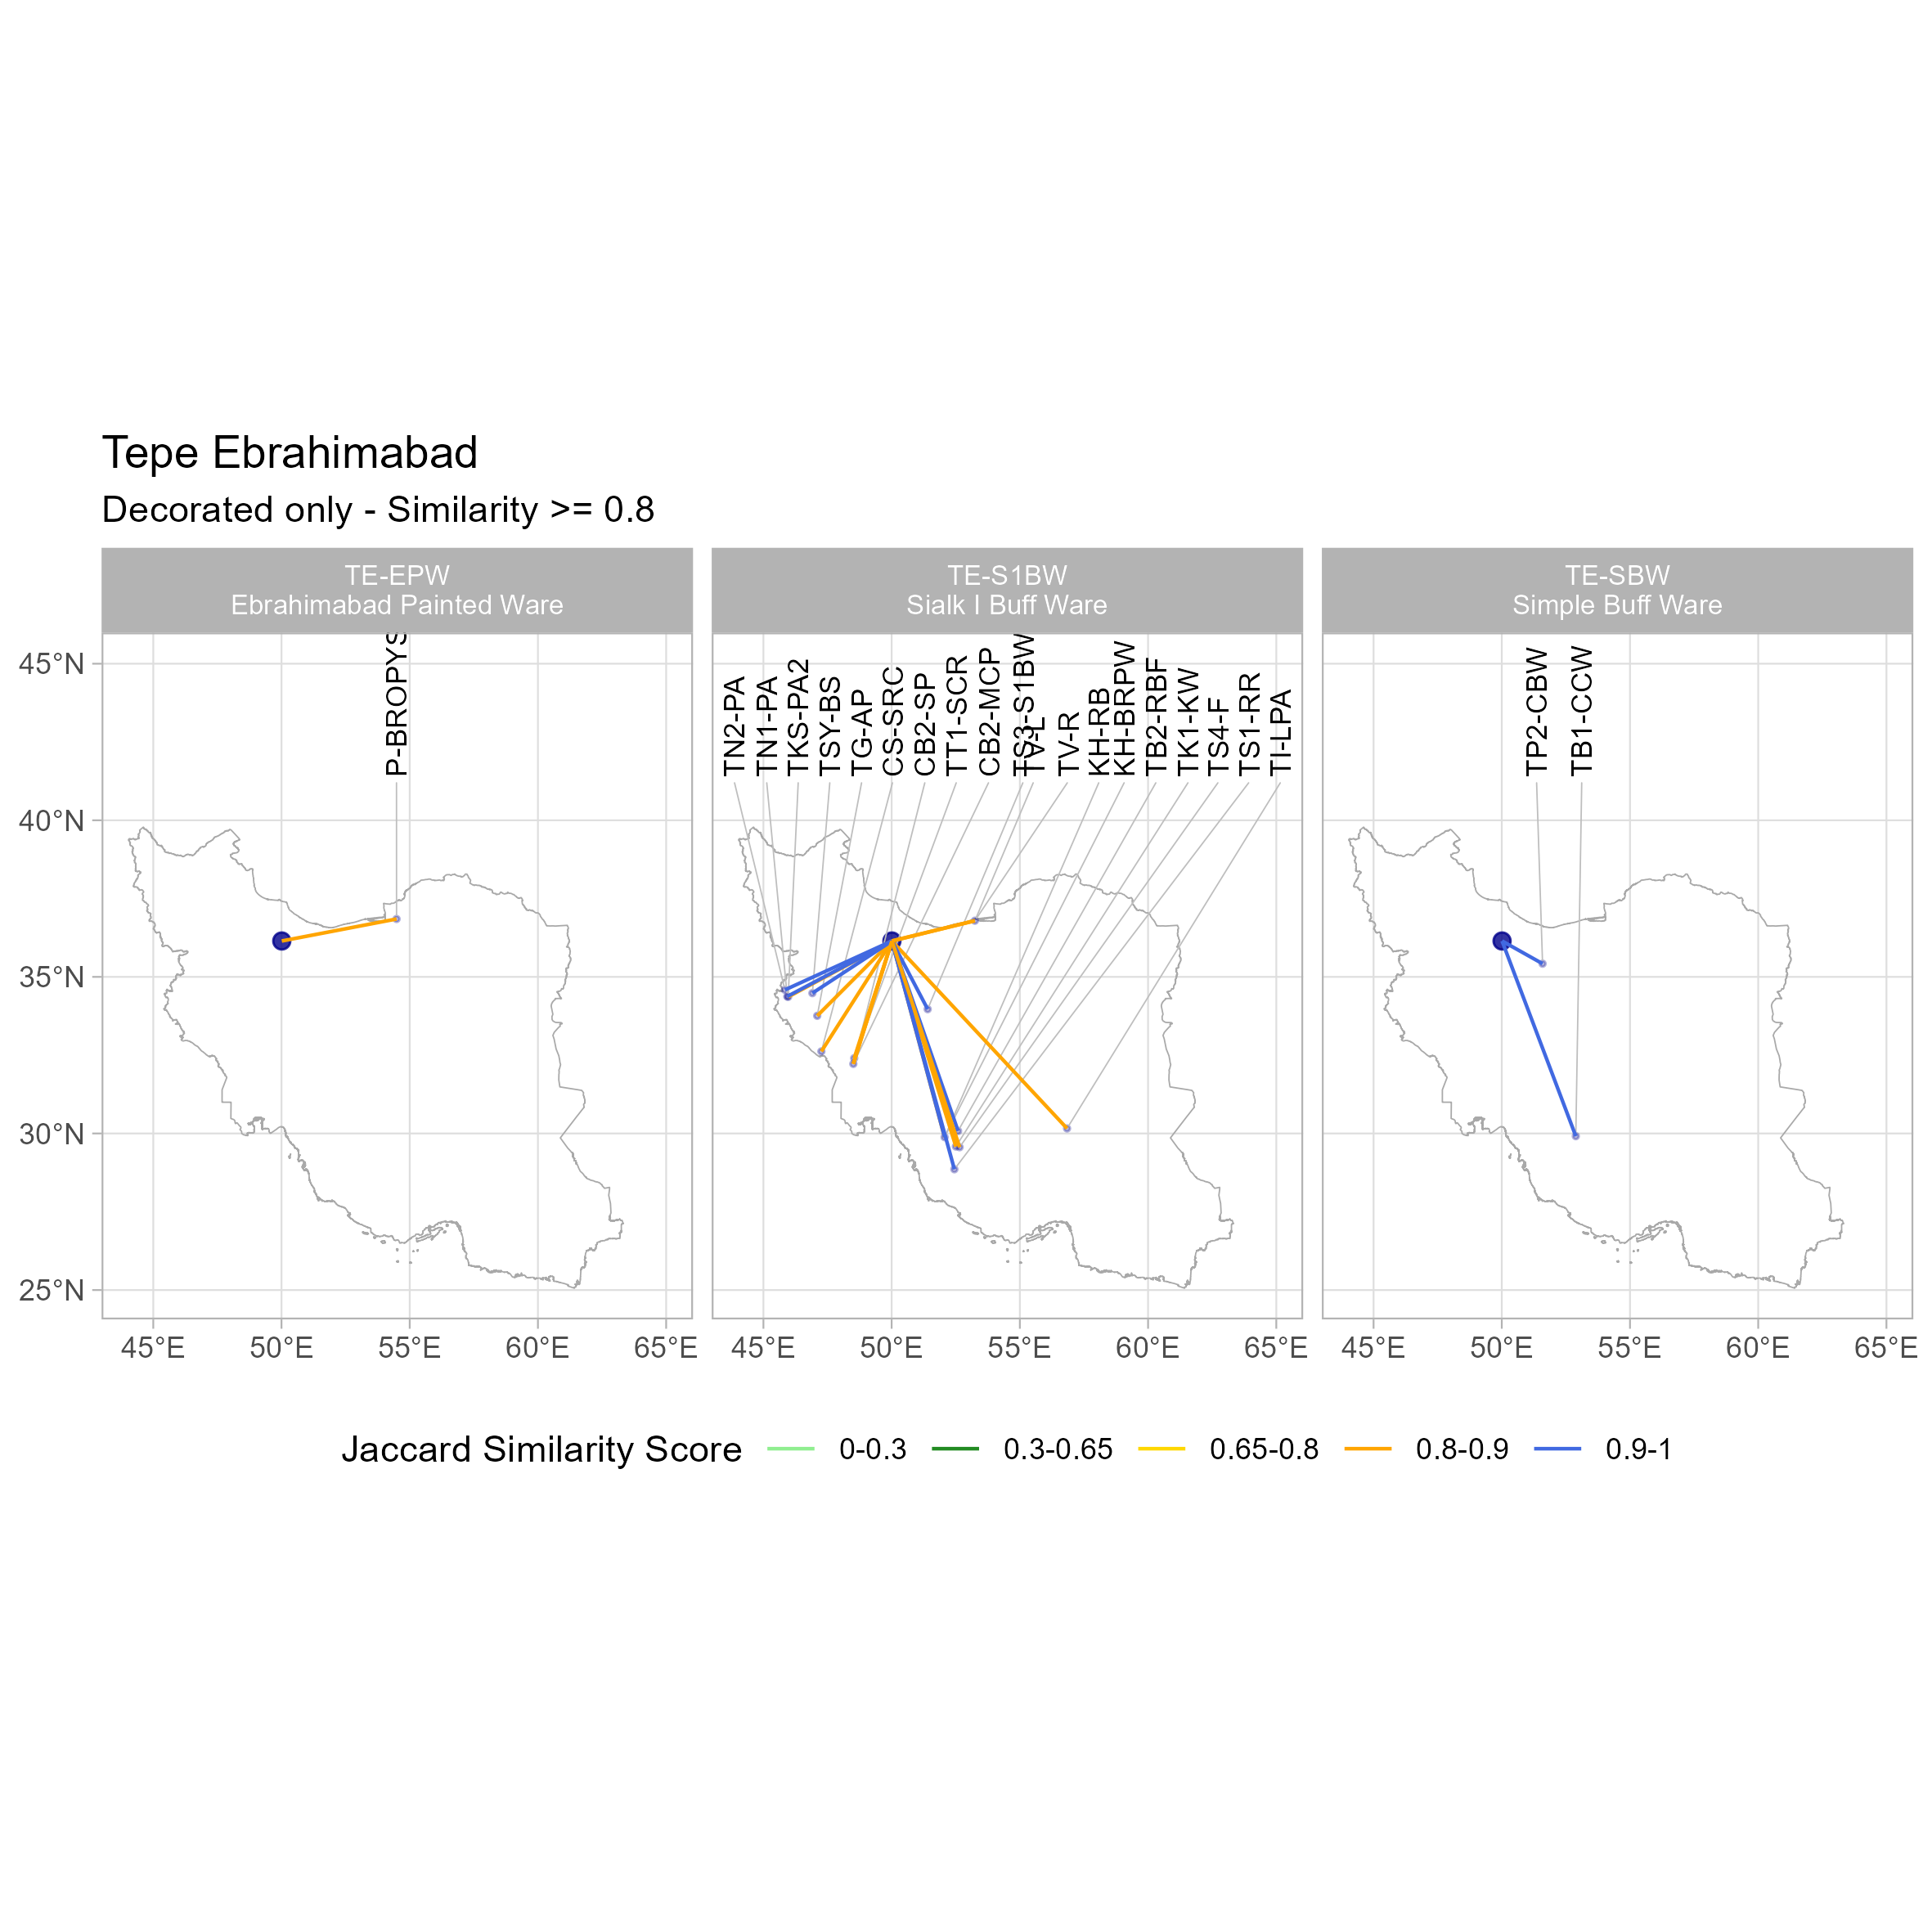 Tepe Ebrahimabad
Decorated only - Similarity >= 0.8
TE-EPW
Ebrahimabad Painted Ware
TE-S1BW
Sialk I Buff Ware
TE-SBW
Simple Buff Ware
P-BROPYS
TN2-PA
TN1-PA
TKS-PA2
TSY-BS
TG-AP
CS-SRC
CB2-SP
TT1-SCR
CB2-MCP
TS3-S1BW
TV-L
TV-R
KH-RB
KH-BRPW
TB2-RBF
TK1-KW
TS4-F
TS1-RR
TI-LPA
TP2-CBW
TB1-CCW
45°N
40°N
35°N
30°N
25°N
45°E 50°E 55°E 60°E 65°E
45°E 50°E 55°E 60°E 65°E
45°E 50°E 55°E 60°E 65°E
Jaccard Similarity Score 0-0.3 0.3-0.65 0.65-0.8 0.8-0.9 0.9-1